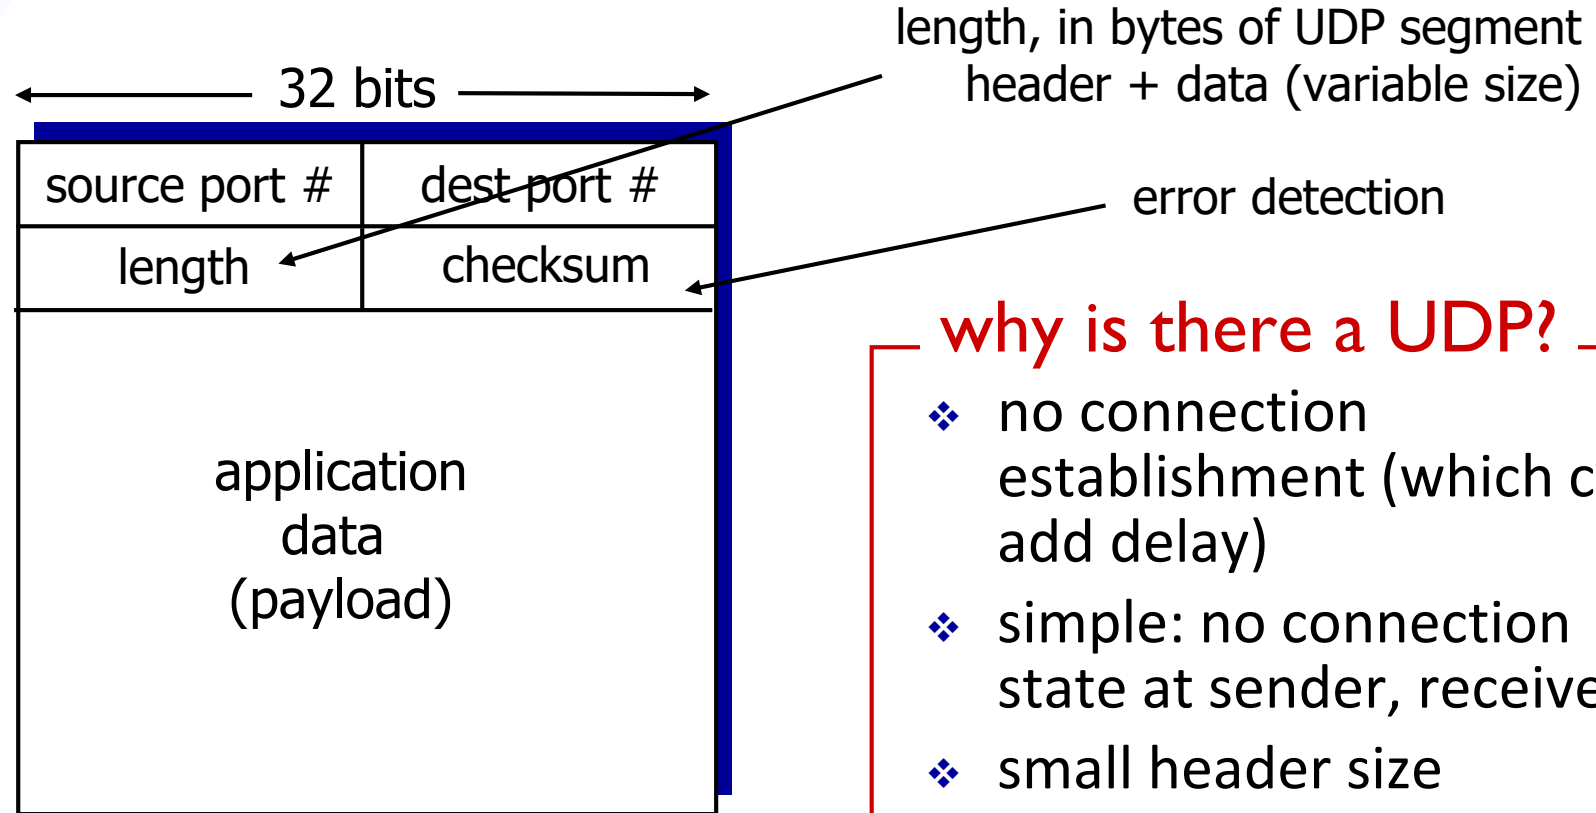 length, in bytes of UDP segment
header + data (variable size)
32 bits
source port #
dest port #
error detection
length
checksum
why is there a UDP?
no connection
establishment (which c
add delay)
simple: no connection
state at sender, receive
small header size
application
data
(payload)